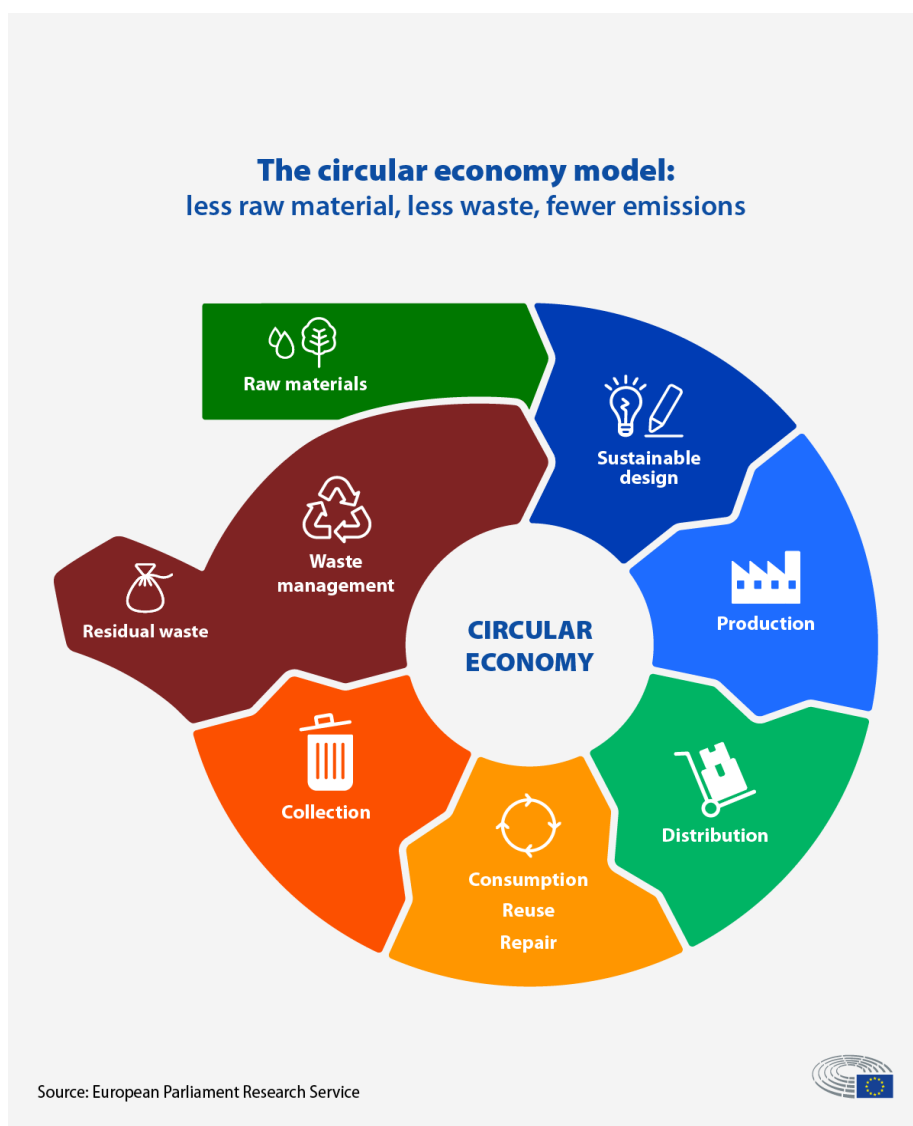 The circular economy model:
less raw material, less waste, fewer emissions
Raw materials
Sustainable
design
Waste
management
Production
Residual waste
CIRCULAR
ECONOMY
Collection
Distribution
Consumption
Reuse
Repair
Source: European Parliament Research Service